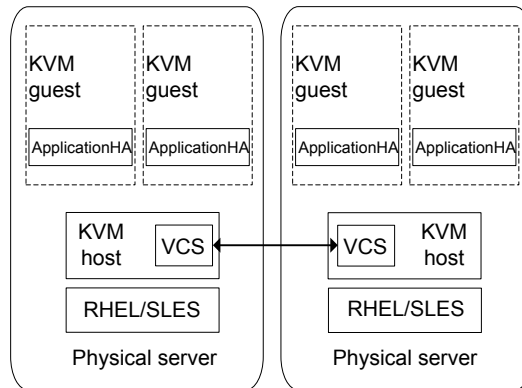 KVM
guest
KVM
guest
ApplicationHA
ApplicationHA
KVM
host
VCS
RHEL/SLES
Physical server
KVM
guest
KVM
guest
ApplicationHA
ApplicationHA
VCS
KVM
host
RHEL/SLES
Physical server